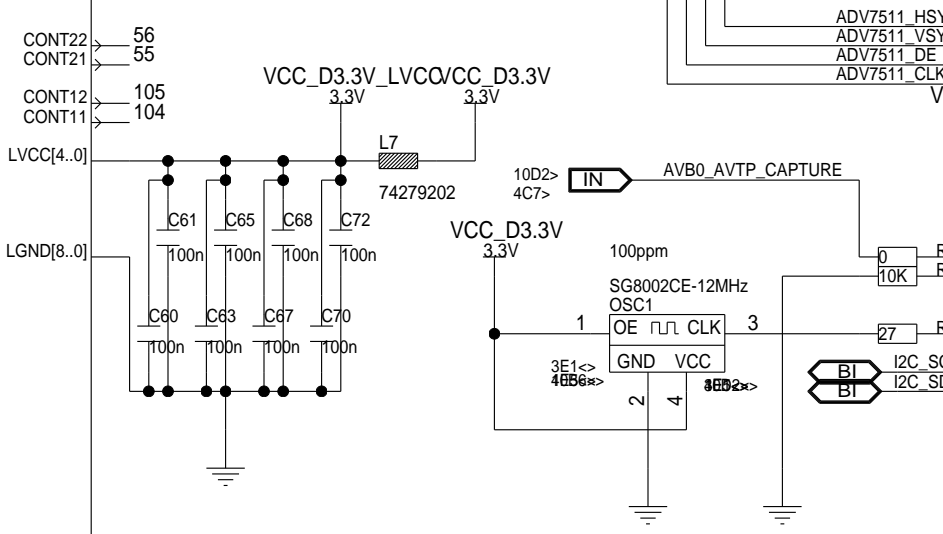 ADV7511_HSY
ADV7511_VSY
ADV7511_DE
ADV7511_CLK
V
CONT22 56
CONT21 55
CONT12 105
CONT11 104
VCC_D3.3V_LVCC
3.3V
VCC_D3.3V
3.3V
LVCC[4..0]
L7
74279202
10D2>
4C7>
IN
AVB0_AVTP_CAPTURE
C61
100n
C65
100n
C68
100n
C72
100n
LGND[8..0]
VCC_D3.3V
3.3V
100ppm
SG8002CE-12MHz
OSC1
0 R
10K R
C60
100n
C63
100n
C67
100n
C70
100n
1 OE CLK 3
27 R
GND VCC
3E1<>
2 4
BI I2C_SC
BI I2C_SD